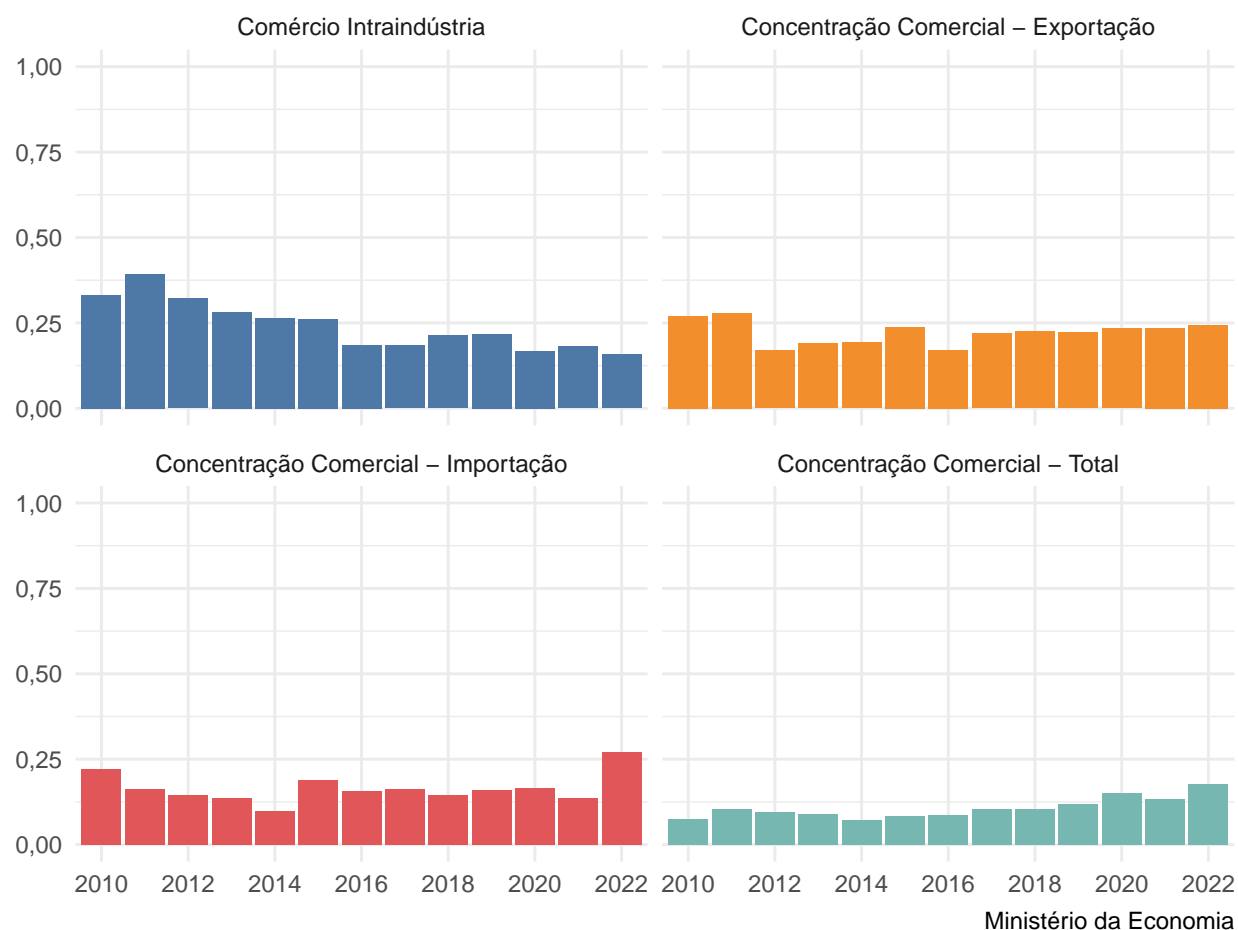 Comércio Intraindústria
Concentração Comercial – Exportação
1,00
0,75
0,50
0,25
0,00
Concentração Comercial – Importação
Concentração Comercial – Total
1,00
0,75
0,50
0,25
0,00
2010 2012 2014 2016 2018 2020 2022
2010 2012 2014 2016 2018 2020 2022
Ministério da Economia